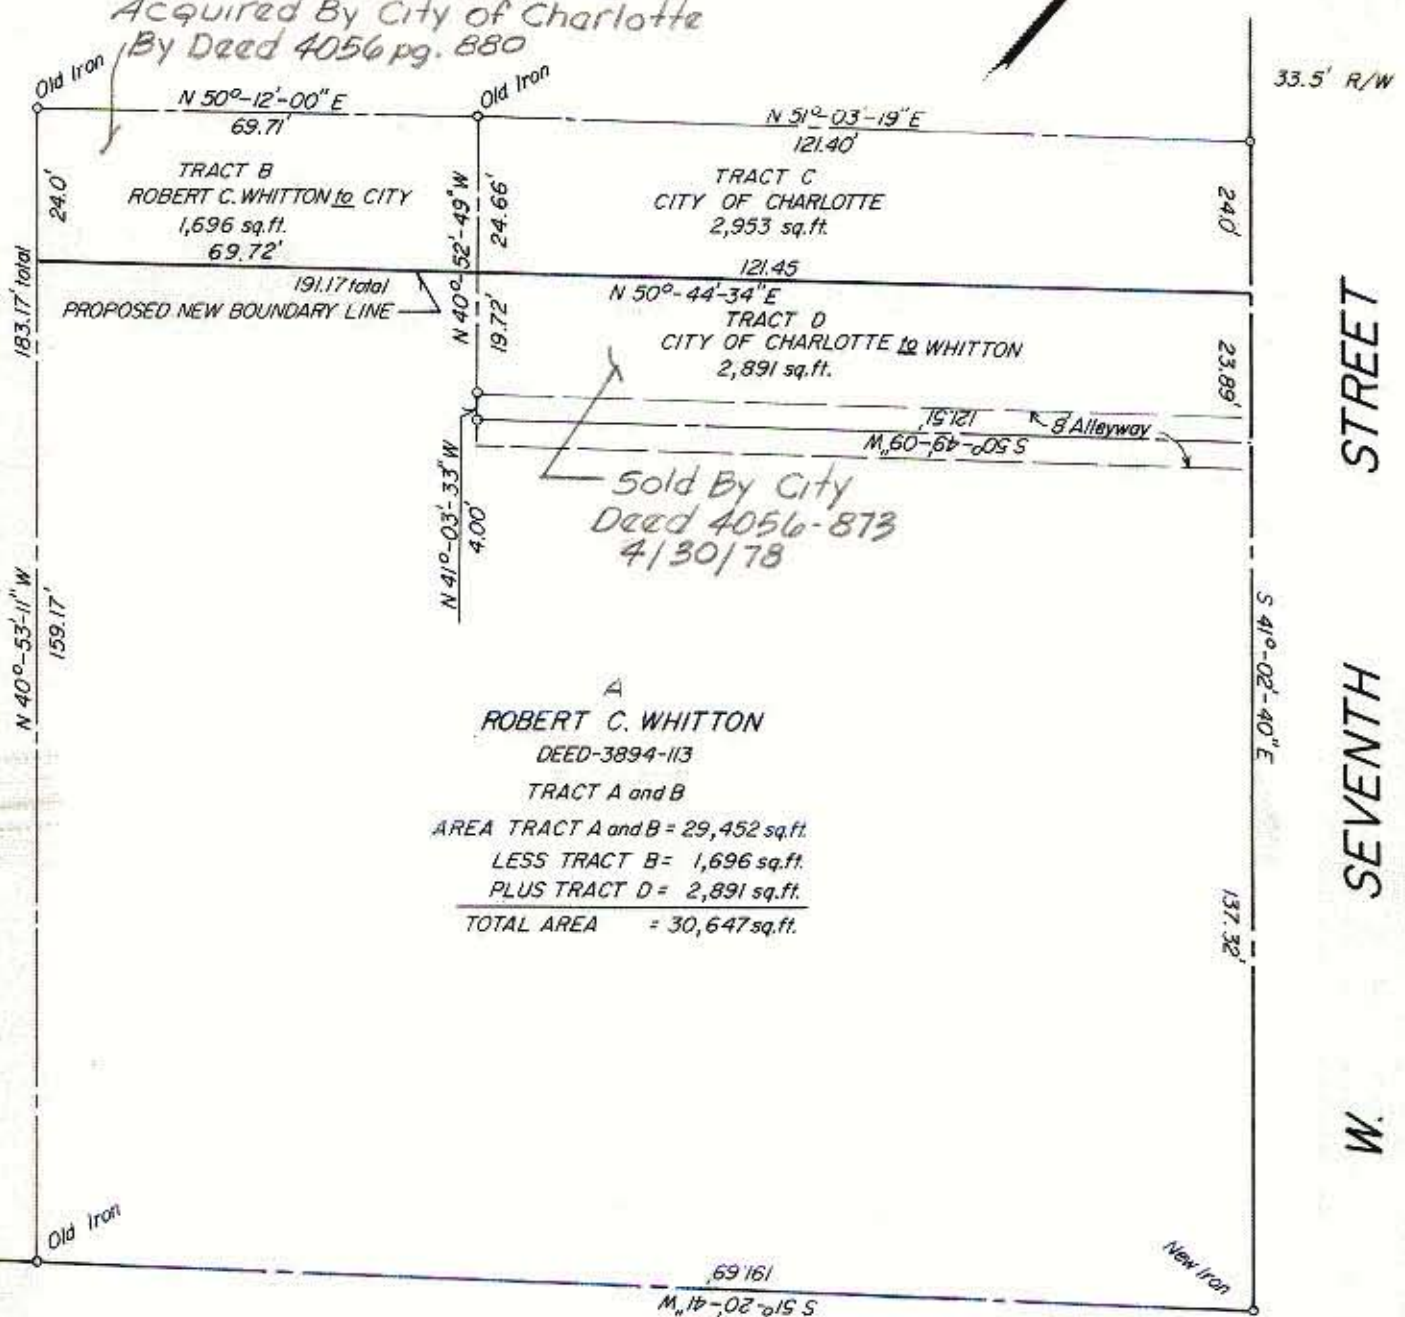 Acquired By City of Charlotte
By Deed 4056 pg. 880
Old Iron
N 50°-12'-00" E
69.71'
Old Iron
N 51°-03'-19" E
121.40'
33.5' R/W
24.0'
TRACT B
ROBERT C. WHITTON to CITY
1,696 sq.ft.
69.72'
N 40°-52'-49" W
24.66'
TRACT C
CITY OF CHARLOTTE
2,953 sq.ft.
24.0'
183.17' total
191.17 total
PROPOSED NEW BOUNDARY LINE
19.72'
121.45
N 50°-44'-34" E
TRACT D
CITY OF CHARLOTTE to WHITTON
2,891 sq.ft.
23.89'
121.51'
8' Alleyway
S 50°-49'-09" W
N 41°-03'-33" W
4.00'
Sold By City
Deed 4056-873
4/30/78
N 40°-53'-11" W
159.17'
S 41°-02'-40" E
137.32'
A
ROBERT C. WHITTON
DEED-3894-113
TRACT A and B
AREA TRACT A and B = 29,452 sq.ft.
LESS TRACT B = 1,696 sq.ft.
PLUS TRACT D = 2,891 sq.ft.
TOTAL AREA = 30,647 sq.ft.
W. SEVENTH STREET
Old Iron
New Iron
191.69'
S 51°-20'-41" W